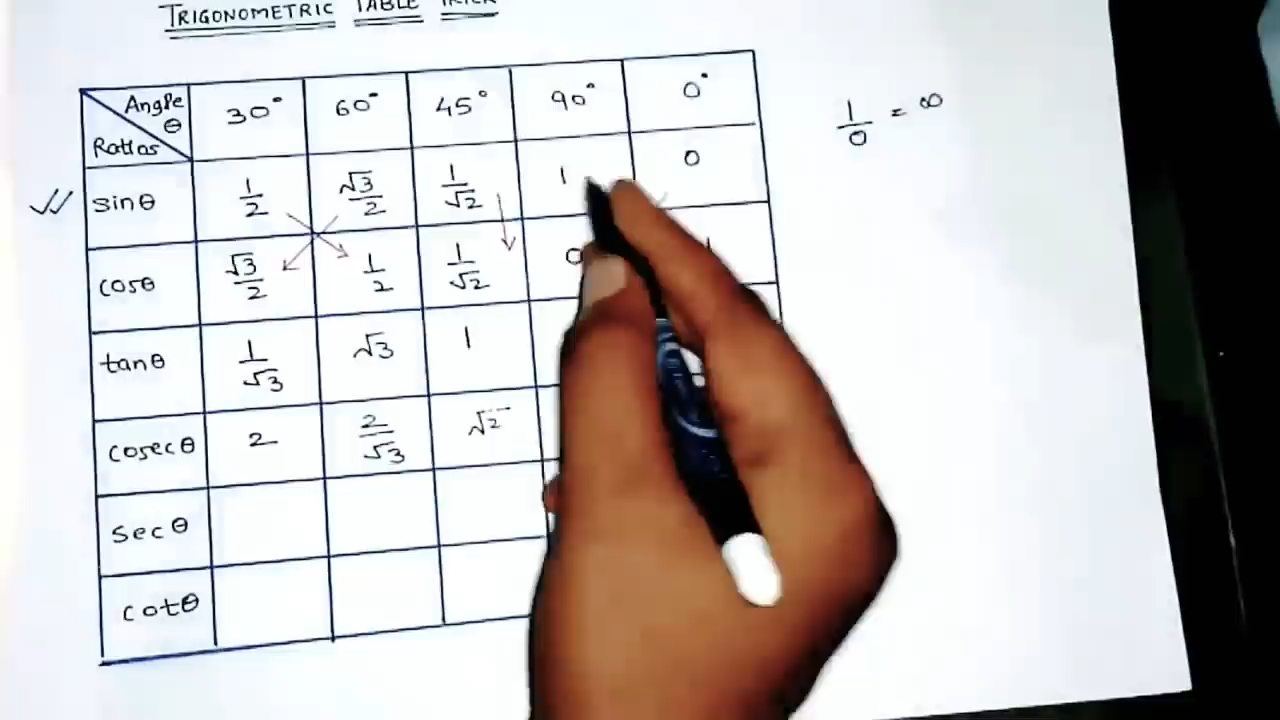 TRIGONOMETRIC TABLE TRICK
Angle θ Ratios 30° 60° 45° 90° 0°
sinθ 1/2 √3/2 1/√2 1 0
cosθ √3/2 1/2 1/√2 0 1
tanθ 1/√3 √3 1
cosecθ 2 2/√3 √2
secθ
cotθ
1/0 = ∞